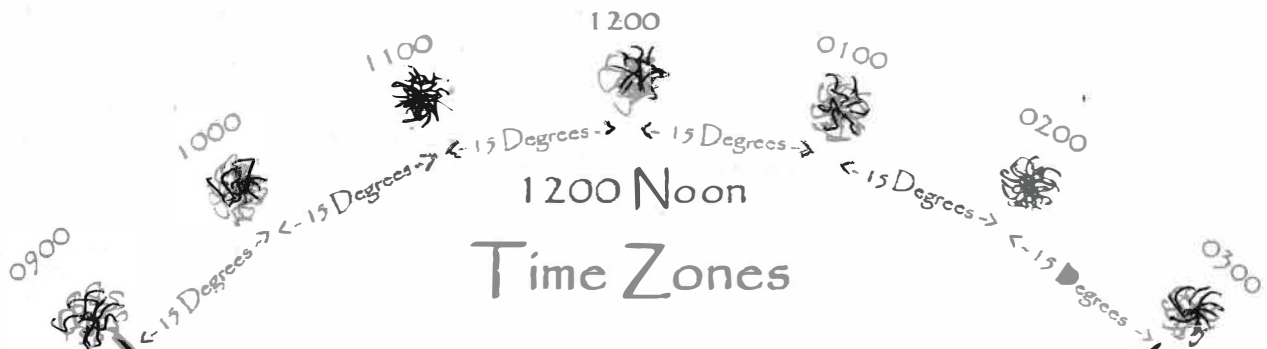 1200
1100
0100
1000
0200
0900
0300
<- 15 Degrees ->
<- 15 Degrees ->
<- 15 Degrees ->
<- 15 Degrees ->
<- 15 Degrees ->
<- 15 Degrees ->
1200 Noon
Time Zones